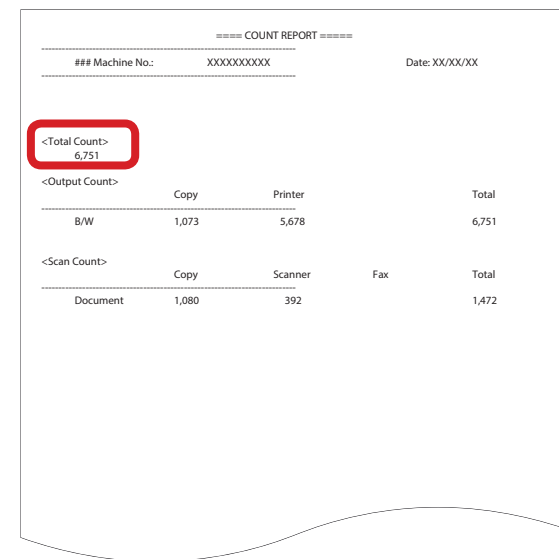 ==== COUNT REPORT =====
----------------------------------------------------------------------------
### Machine No.: XXXXXXXXXX Date: XX/XX/XX
----------------------------------------------------------------------------
<Total Count>
6,751
<Output Count>
Copy Printer Total
----------------------------------------------------------------------------
B/W 1,073 5,678 6,751
<Scan Count>
Copy Scanner Fax Total
----------------------------------------------------------------------------
Document 1,080 392 1,472